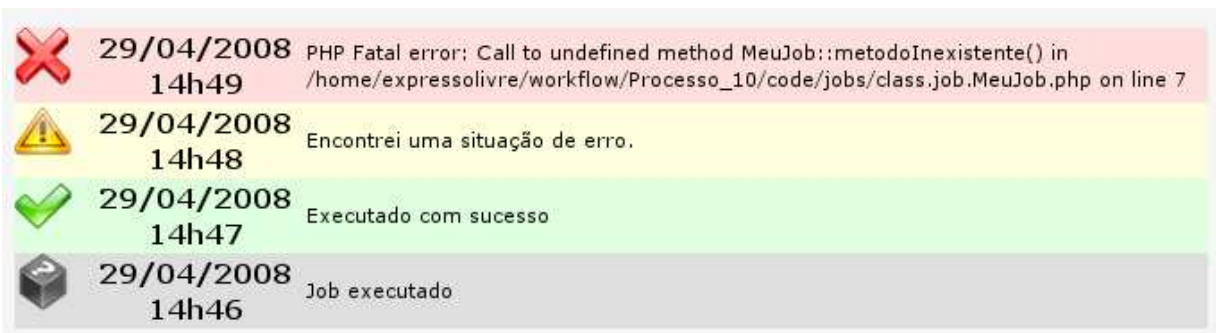 29/04/2008
14h49
PHP Fatal error: Call to undefined method MeuJob::metodoInexistente() in
/home/expressolivre/workflow/Processo_10/code/jobs/class.job.MeuJob.php on line 7
29/04/2008
14h48
Encontrei uma situação de erro.
29/04/2008
14h47
Executado com sucesso
29/04/2008
14h46
Job executado